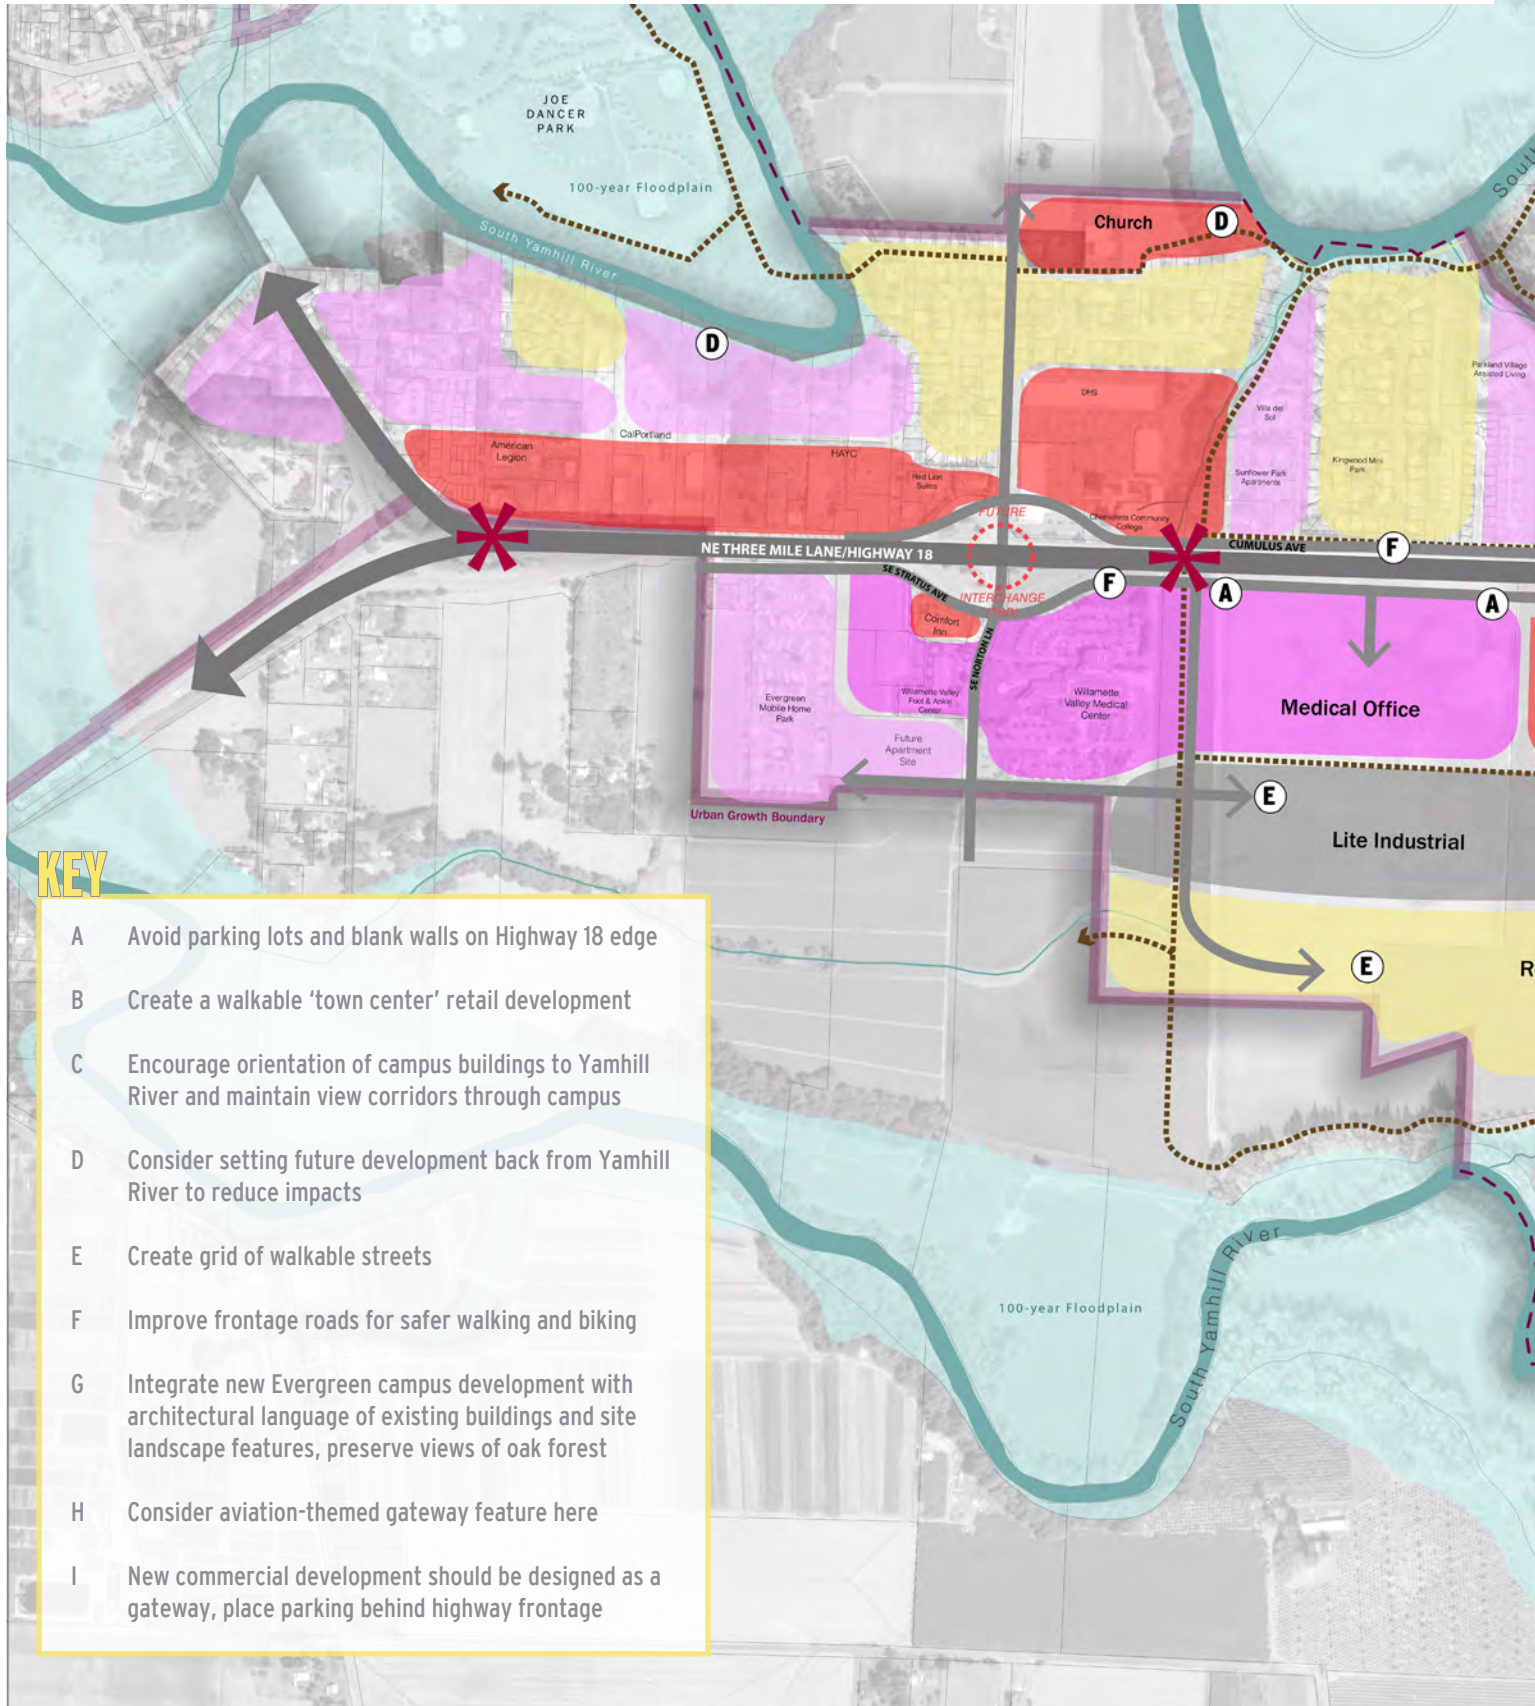 JOE
DANCER
PARK
100-year Floodplain
South Yamhill River
South
Church
D
D
DHS
Parkland Village
Assisted Living
Villa del
Sol
Kingwood Mini
Park
Sunflower Park
Apartments
American
Legion
CalPortland
HAYC
Red Lion
Suites
Chemeketa Community
College
FUTURE
INTERCHANGE
(TBD)
NE THREE MILE LANE/HIGHWAY 18
CUMULUS AVE
F
SE STRATUS AVE
F
A
A
Comfort
Inn
SE NORTON LN
Evergreen
Mobile Home
Park
Willamette Valley
Foot & Ankle
Center
Willamette
Valley Medical
Center
Medical Office
Future
Apartment
Site
E
Urban Growth Boundary
Lite Industrial
E
R
KEY
A Avoid parking lots and blank walls on Highway 18 edge
B Create a walkable ‘town center’ retail development
C Encourage orientation of campus buildings to Yamhill
River and maintain view corridors through campus
D Consider setting future development back from Yamhill
River to reduce impacts
E Create grid of walkable streets
F Improve frontage roads for safer walking and biking
G Integrate new Evergreen campus development with
architectural language of existing buildings and site
landscape features, preserve views of oak forest
H Consider aviation-themed gateway feature here
I New commercial development should be designed as a
gateway, place parking behind highway frontage
100-year Floodplain
South Yamhill River